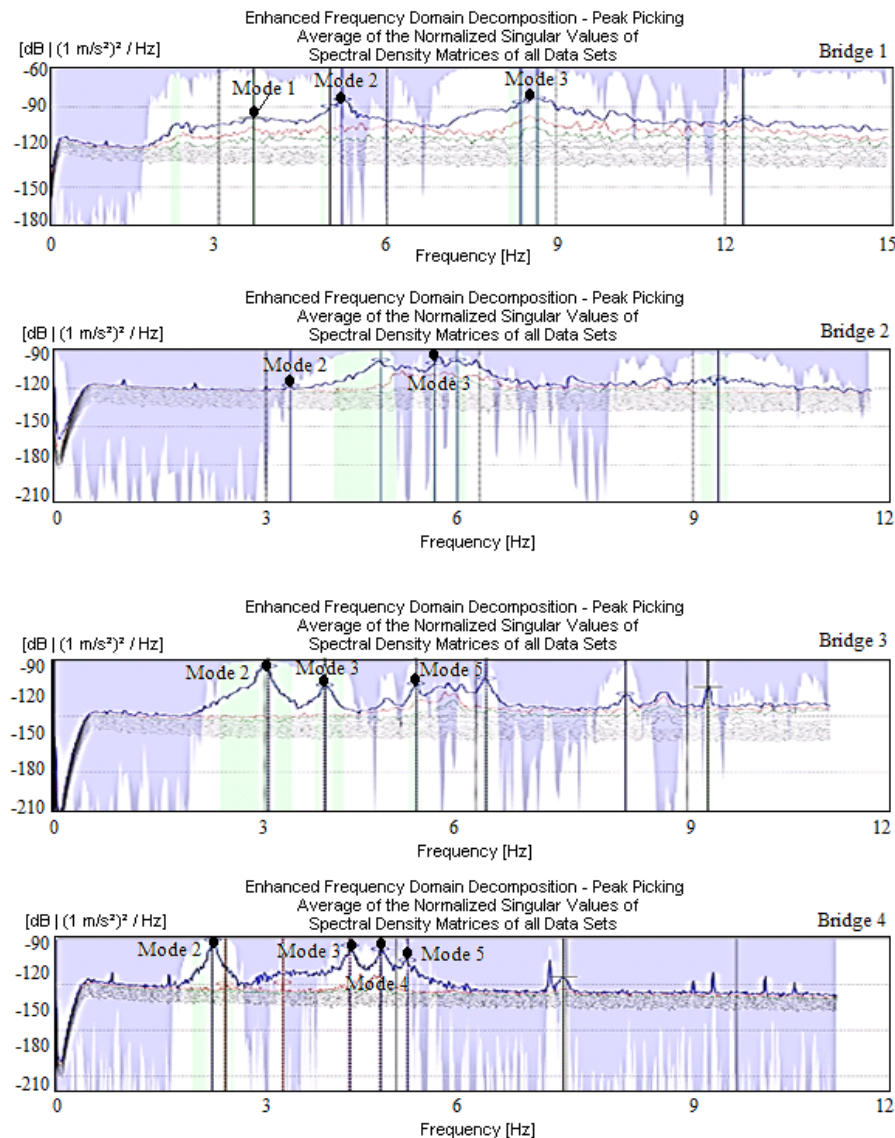 Enhanced Frequency Domain Decomposition - Peak Picking
Average of the Normalized Singular Values of
Spectral Density Matrices of all Data Sets
[dB | (1 m/s²)² / Hz]
Bridge 1
-60
-90
-120
-150
-180
Mode 1
Mode 2
Mode 3
0 3 6 9 12 15
Frequency [Hz]
Enhanced Frequency Domain Decomposition - Peak Picking
Average of the Normalized Singular Values of
Spectral Density Matrices of all Data Sets
[dB | (1 m/s²)² / Hz]
Bridge 2
-90
-120
-150
-180
-210
Mode 2
Mode 3
0 3 6 9 12
Frequency [Hz]
Enhanced Frequency Domain Decomposition - Peak Picking
Average of the Normalized Singular Values of
Spectral Density Matrices of all Data Sets
[dB | (1 m/s²)² / Hz]
Bridge 3
-90
-120
-150
-180
-210
Mode 2
Mode 3
Mode 5
0 3 6 9 12
Frequency [Hz]
Enhanced Frequency Domain Decomposition - Peak Picking
Average of the Normalized Singular Values of
Spectral Density Matrices of all Data Sets
[dB | (1 m/s²)² / Hz]
Bridge 4
-90
-120
-150
-180
-210
Mode 2
Mode 3
Mode 5
Mode 4
0 3 6 9 12
Frequency [Hz]